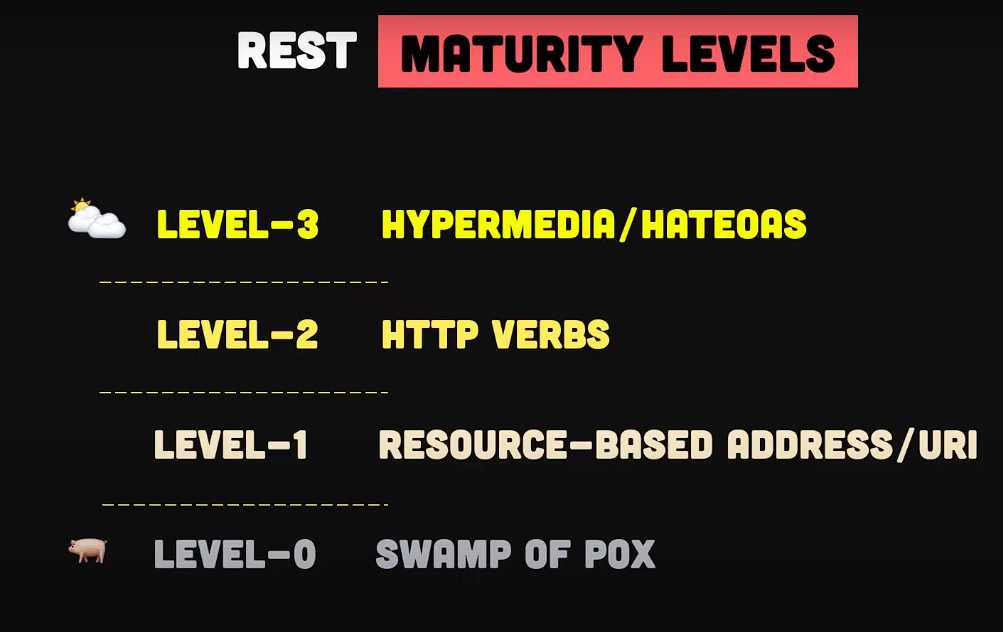 REST MATURITY LEVELS
LEVEL-3 HYPERMEDIA/HATEOAS
LEVEL-2 HTTP VERBS
LEVEL-1 RESOURCE-BASED ADDRESS/URI
LEVEL-0 SWAMP OF POX